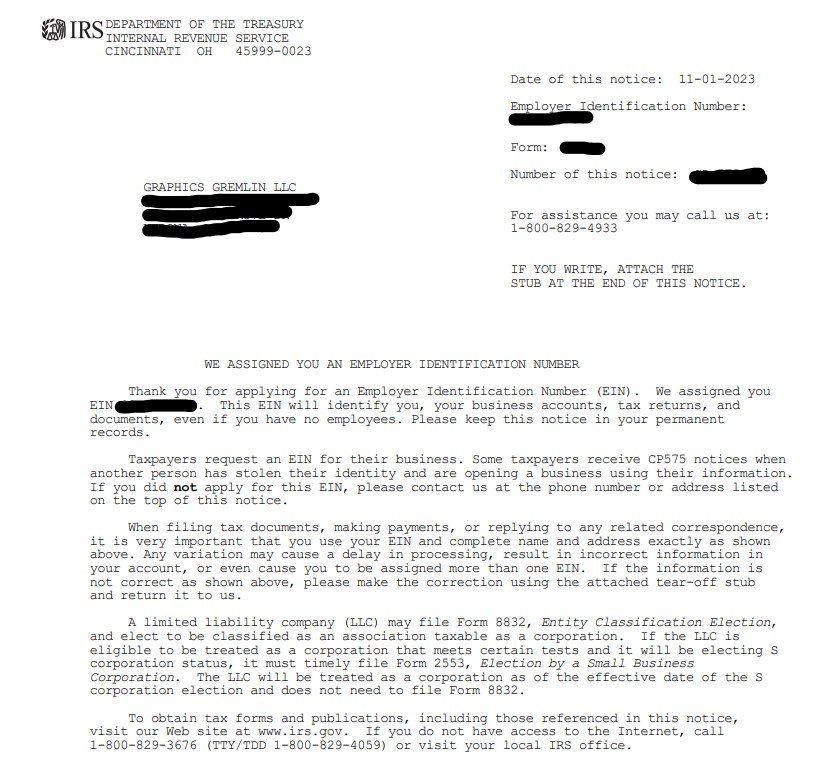 IRS DEPARTMENT OF THE TREASURY
INTERNAL REVENUE SERVICE
CINCINNATI OH 45999-0023
Date of this notice: 11-01-2023
Employer Identification Number:
Form:
Number of this notice:
GRAPHICS GREMLIN LLC
For assistance you may call us at:
1-800-829-4933
IF YOU WRITE, ATTACH THE
STUB AT THE END OF THIS NOTICE.
WE ASSIGNED YOU AN EMPLOYER IDENTIFICATION NUMBER
Thank you for applying for an Employer Identification Number (EIN). We assigned you
EIN . This EIN will identify you, your business accounts, tax returns, and
documents, even if you have no employees. Please keep this notice in your permanent
records.
Taxpayers request an EIN for their business. Some taxpayers receive CP575 notices when
another person has stolen their identity and are opening a business using their information.
If you did not apply for this EIN, please contact us at the phone number or address listed
on the top of this notice.
When filing tax documents, making payments, or replying to any related correspondence,
it is very important that you use your EIN and complete name and address exactly as shown
above. Any variation may cause a delay in processing, result in incorrect information in
your account, or even cause you to be assigned more than one EIN. If the information is
not correct as shown above, please make the correction using the attached tear-off stub
and return it to us.
A limited liability company (LLC) may file Form 8832, Entity Classification Election,
and elect to be classified as an association taxable as a corporation. If the LLC is
eligible to be treated as a corporation that meets certain tests and it will be electing S
corporation status, it must timely file Form 2553, Election by a Small Business
Corporation. The LLC will be treated as a corporation as of the effective date of the S
corporation election and does not need to file Form 8832.
To obtain tax forms and publications, including those referenced in this notice,
visit our Web site at www.irs.gov. If you do not have access to the Internet, call
1-800-829-3676 (TTY/TDD 1-800-829-4059) or visit your local IRS office.